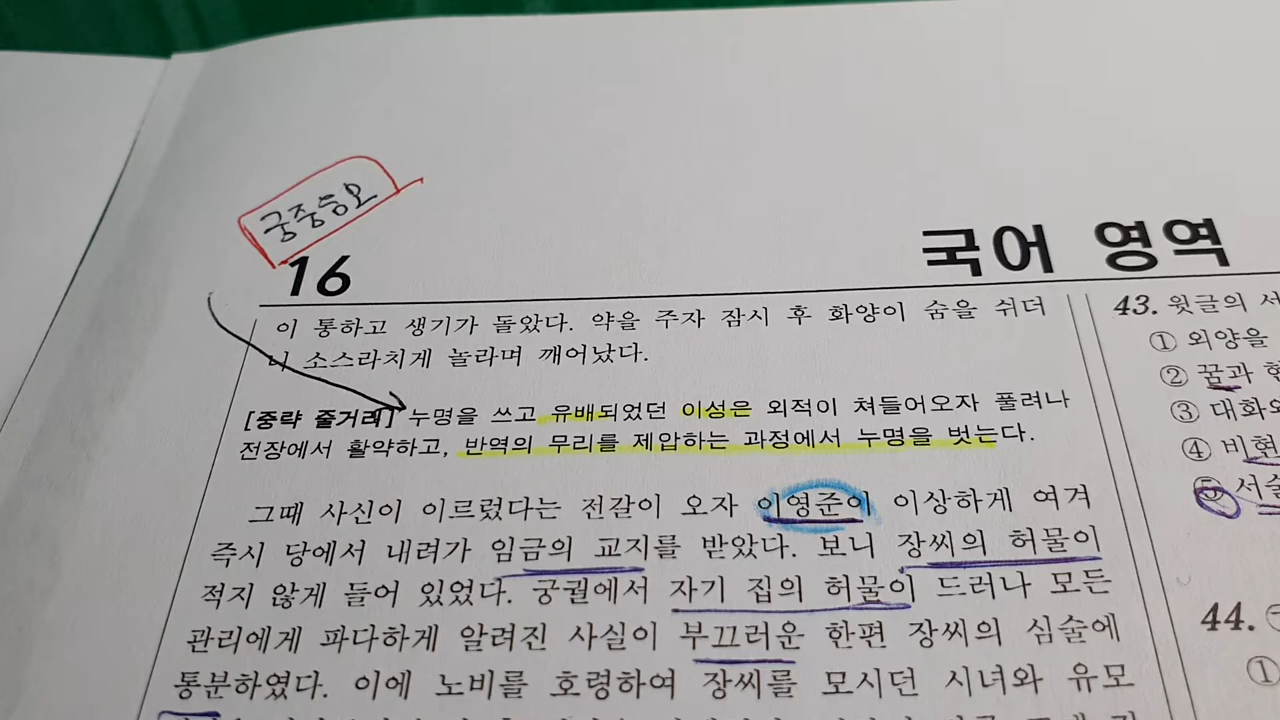 궁중증오
16
국어 영역
이 통하고 생기가 돌았다. 약을 주자 잠시 후 화양이 숨을 쉬더
니 소스라치게 놀라며 깨어났다.
[중략 줄거리] 누명을 쓰고 유배되었던 이성은 외적이 쳐들어오자 풀려나
전장에서 활약하고, 반역의 무리를 제압하는 과정에서 누명을 벗는다.
그때 사신이 이르렀다는 전갈이 오자 이영준이 이상하게 여겨
즉시 당에서 내려가 임금의 교지를 받았다. 보니 장씨의 허물이
적지 않게 들어 있었다. 궁궐에서 자기 집의 허물이 드러나 모든
관리에게 파다하게 알려진 사실이 부끄러운 한편 장씨의 심술에
통분하였다. 이에 노비를 호령하여 장씨를 모시던 시녀와 유모
43. 윗글의 서
① 외양을
② 꿈과
③ 대화와
④ 비현
⑤ 서술
44.
①